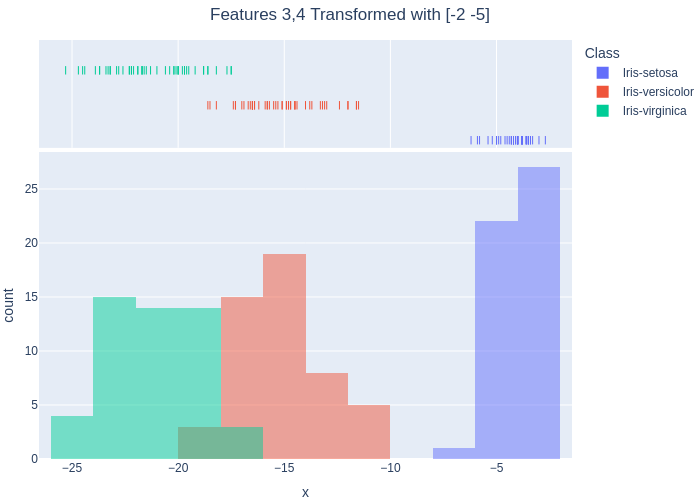 Features 3,4 Transformed with [-2 -5]
Class
Iris-setosa
Iris-versicolor
Iris-virginica
25
20
15
10
5
0
count
−25 −20 −15 −10 −5
x